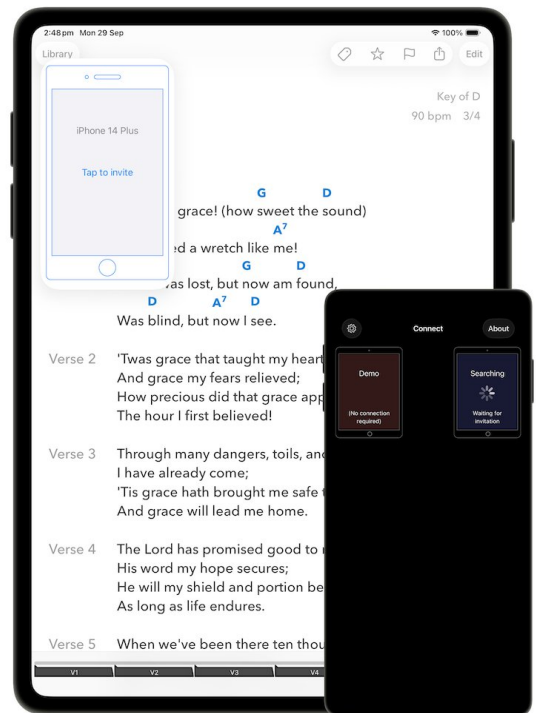 2:48 pm Mon 29 Sep
100%
Library
Edit
iPhone 14 Plus
Tap to invite
Key of D
90 bpm 3/4
G D
grace! (how sweet the sound)
A7
a wretch like me!
G D
lost, but now am found,
D A7 D
Was blind, but now I see.
Verse 2 'Twas grace that taught my heart
And grace my fears relieved;
How precious did that grace app
The hour I first believed!
Verse 3 Through many dangers, toils, and
I have already come;
'Tis grace hath brought me safe
And grace will lead me home.
Verse 4 The Lord has promised good to
His word my hope secures;
He will my shield and portion be
As long as life endures.
Verse 5 When we've been there ten thou
V1 V2 V3 V4
Connect
About
Demo
(No connection
required)
Searching
Waiting for
invitation